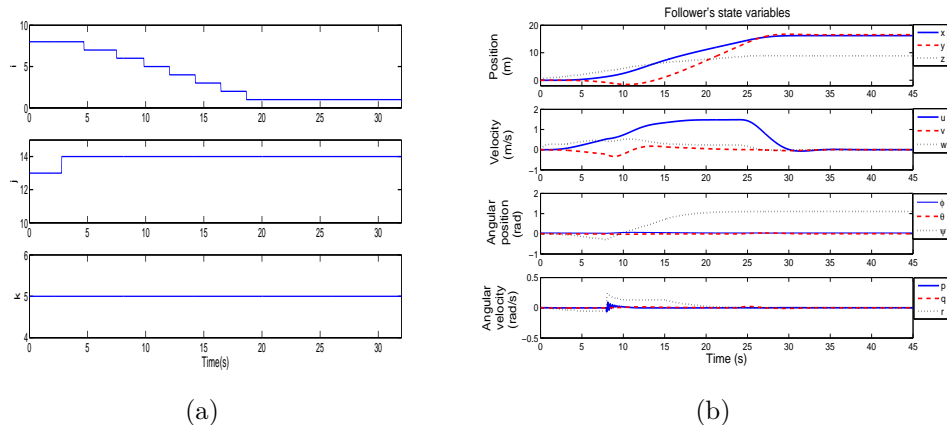 10
5
0
i
0 5 10 15 20 25 30
14
12
10
j
0 5 10 15 20 25 30
6
5
4
k
0 5 10 15 20 25 30
Time(s)
(a)
Follower's state variables
20
10
0
Position
(m)
x
y
z
0 5 10 15 20 25 30 35 40 45
2
1
0
−1
Velocity
(m/s)
u
v
w
0 5 10 15 20 25 30 35 40 45
2
1
0
−1
Angular
position
(rad)
ϕ
θ
ψ
0 5 10 15 20 25 30 35 40 45
0.5
0
−0.5
Angular
velocity
(rad/s)
p
q
r
0 5 10 15 20 25 30 35 40 45
Time (s)
(b)